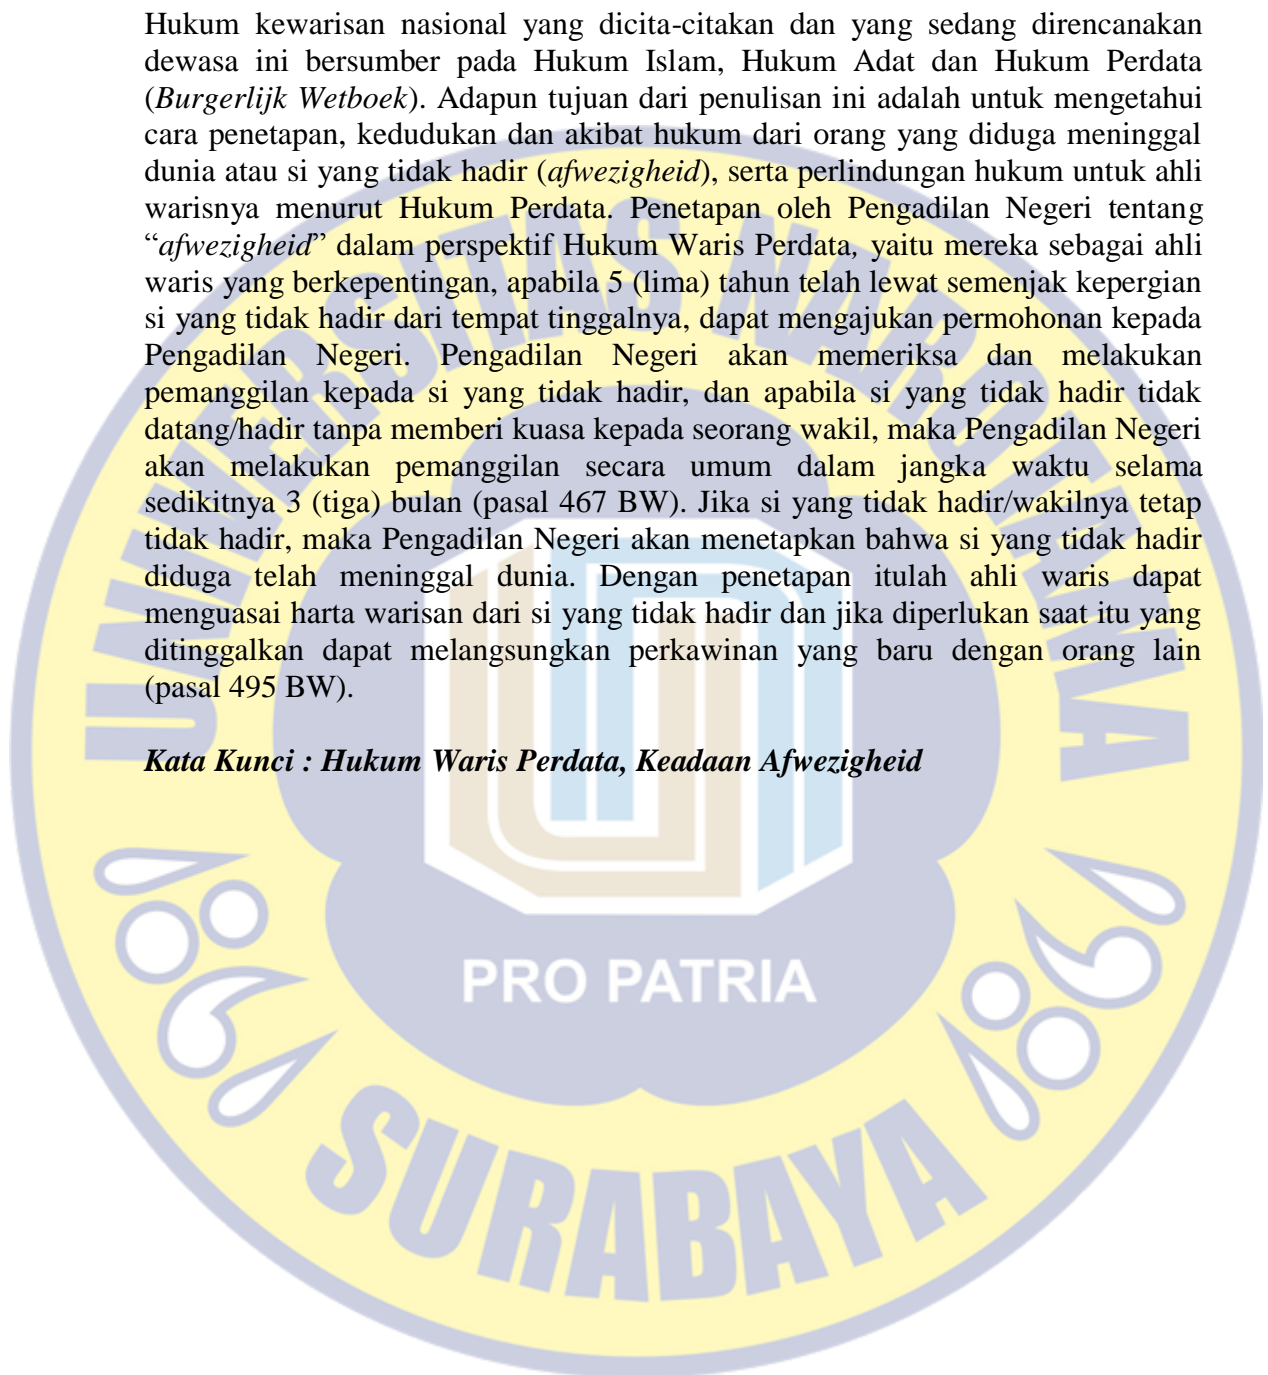 Hukum kewarisan nasional yang dicita-citakan dan yang sedang direncanakan
dewasa ini bersumber pada Hukum Islam, Hukum Adat dan Hukum Perdata
(Burgerlijk Wetboek). Adapun tujuan dari penulisan ini adalah untuk mengetahui
cara penetapan, kedudukan dan akibat hukum dari orang yang diduga meninggal
dunia atau si yang tidak hadir (afwezigheid), serta perlindungan hukum untuk ahli
warisnya menurut Hukum Perdata. Penetapan oleh Pengadilan Negeri tentang
“afwezigheid” dalam perspektif Hukum Waris Perdata, yaitu mereka sebagai ahli
waris yang berkepentingan, apabila 5 (lima) tahun telah lewat semenjak kepergian
si yang tidak hadir dari tempat tinggalnya, dapat mengajukan permohonan kepada
Pengadilan Negeri. Pengadilan Negeri akan memeriksa dan melakukan
pemanggilan kepada si yang tidak hadir, dan apabila si yang tidak hadir tidak
datang/hadir tanpa memberi kuasa kepada seorang wakil, maka Pengadilan Negeri
akan melakukan pemanggilan secara umum dalam jangka waktu selama
sedikitnya 3 (tiga) bulan (pasal 467 BW). Jika si yang tidak hadir/wakilnya tetap
tidak hadir, maka Pengadilan Negeri akan menetapkan bahwa si yang tidak hadir
diduga telah meninggal dunia. Dengan penetapan itulah ahli waris dapat
menguasai harta warisan dari si yang tidak hadir dan jika diperlukan saat itu yang
ditinggalkan dapat melangsungkan perkawinan yang baru dengan orang lain
(pasal 495 BW).
Kata Kunci : Hukum Waris Perdata, Keadaan Afwezigheid
UNIVERSITAS NAROTAMA
PRO PATRIA
SURABAYA